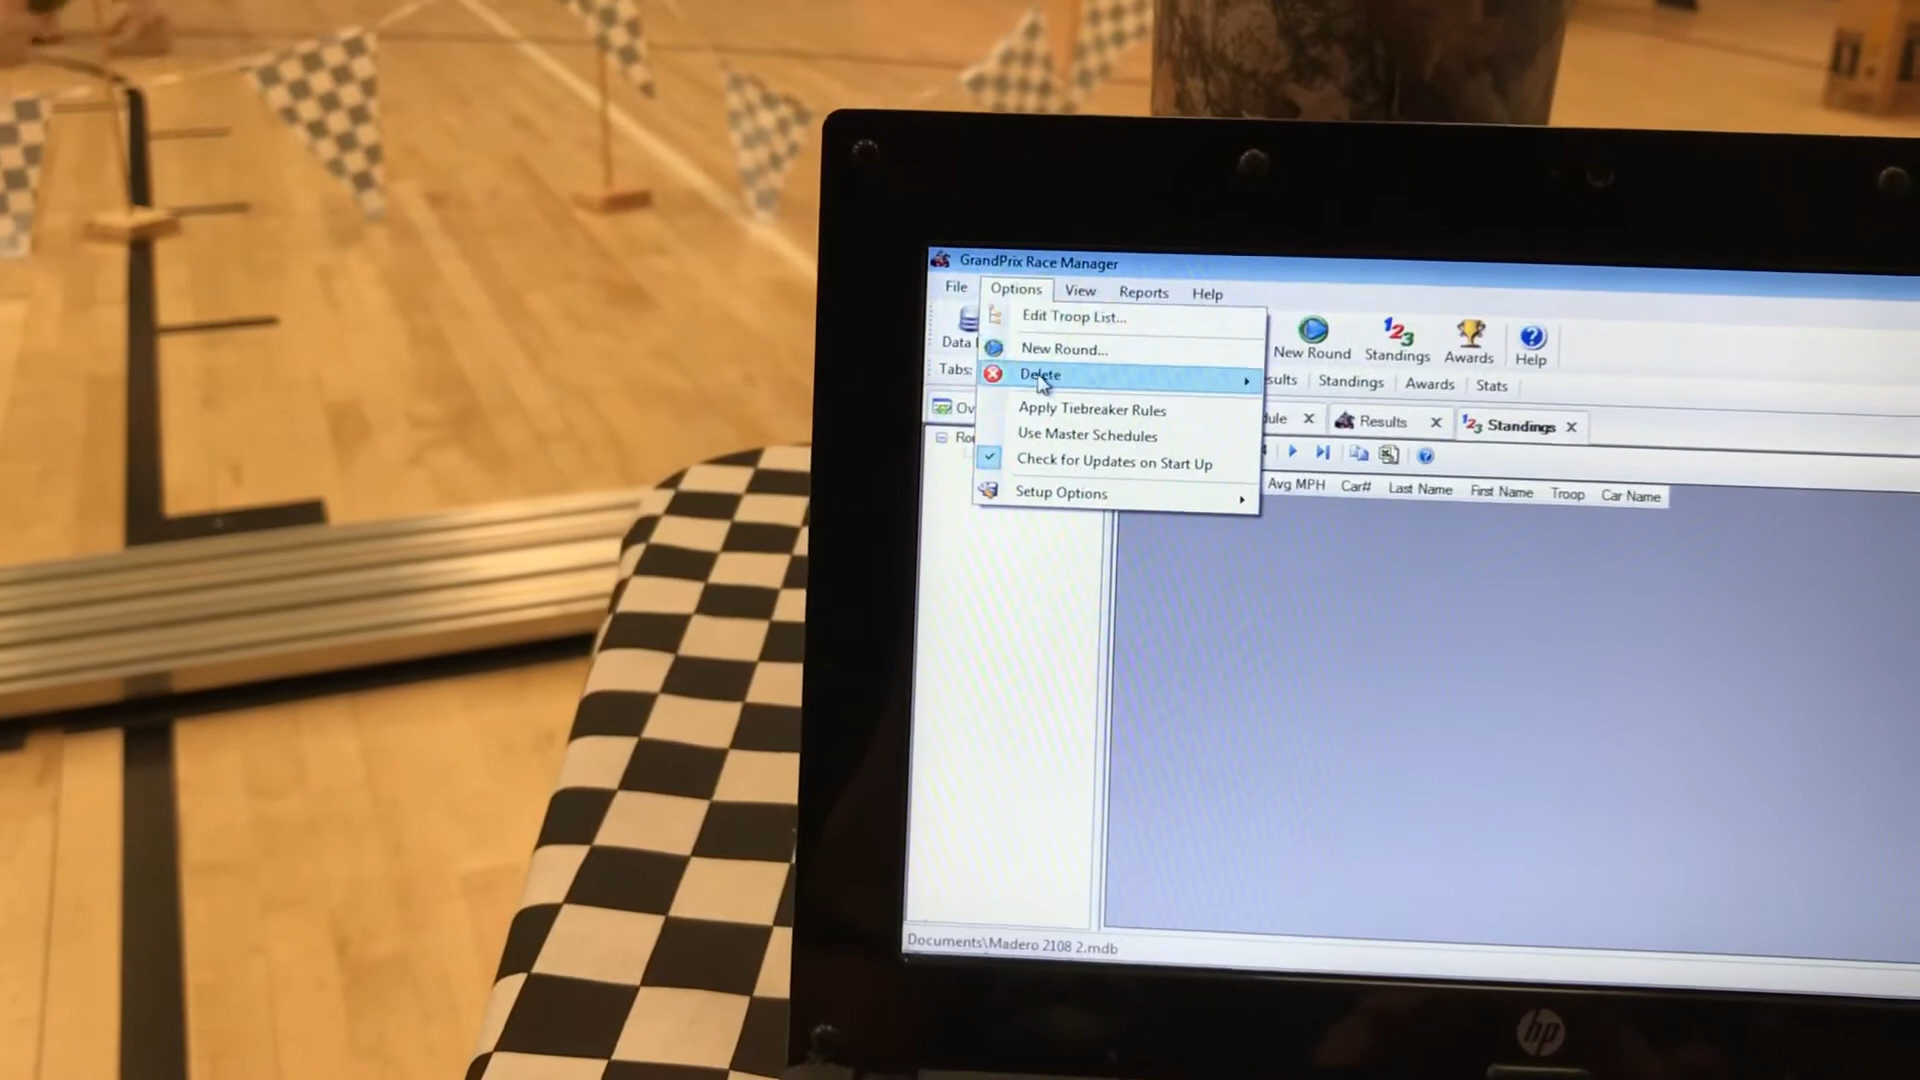 GrandPrix Race Manager
File Options View Reports Help
Edit Troop List...
New Round...
Delete
Apply Tiebreaker Rules
Use Master Schedules
Check for Updates on Start Up
Setup Options
Data
New Round Standings Awards Help
Tabs:
Standings Awards Stats
Results Standings
Avg MPH Car# Last Name First Name Troop Car Name
Documents\Madero 2108 2.mdb
hp